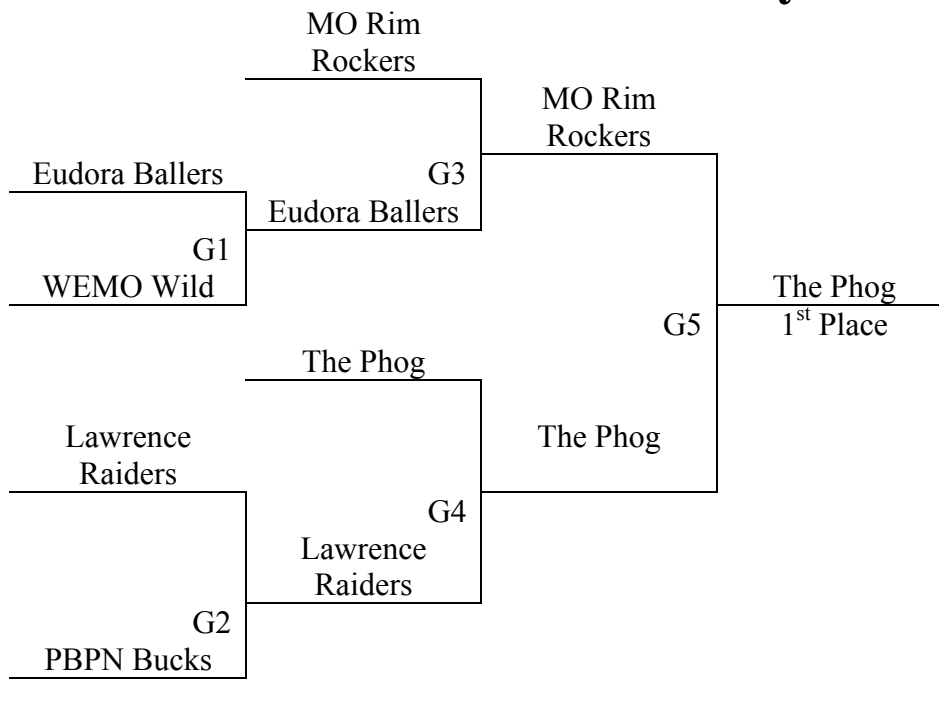 MO Rim
Rockers
MO Rim
Rockers
Eudora Ballers
G3
Eudora Ballers
G1
WEMO Wild
The Phog
G5
1st Place
The Phog
Lawrence
Raiders
The Phog
G4
Lawrence
Raiders
G2
PBPN Bucks